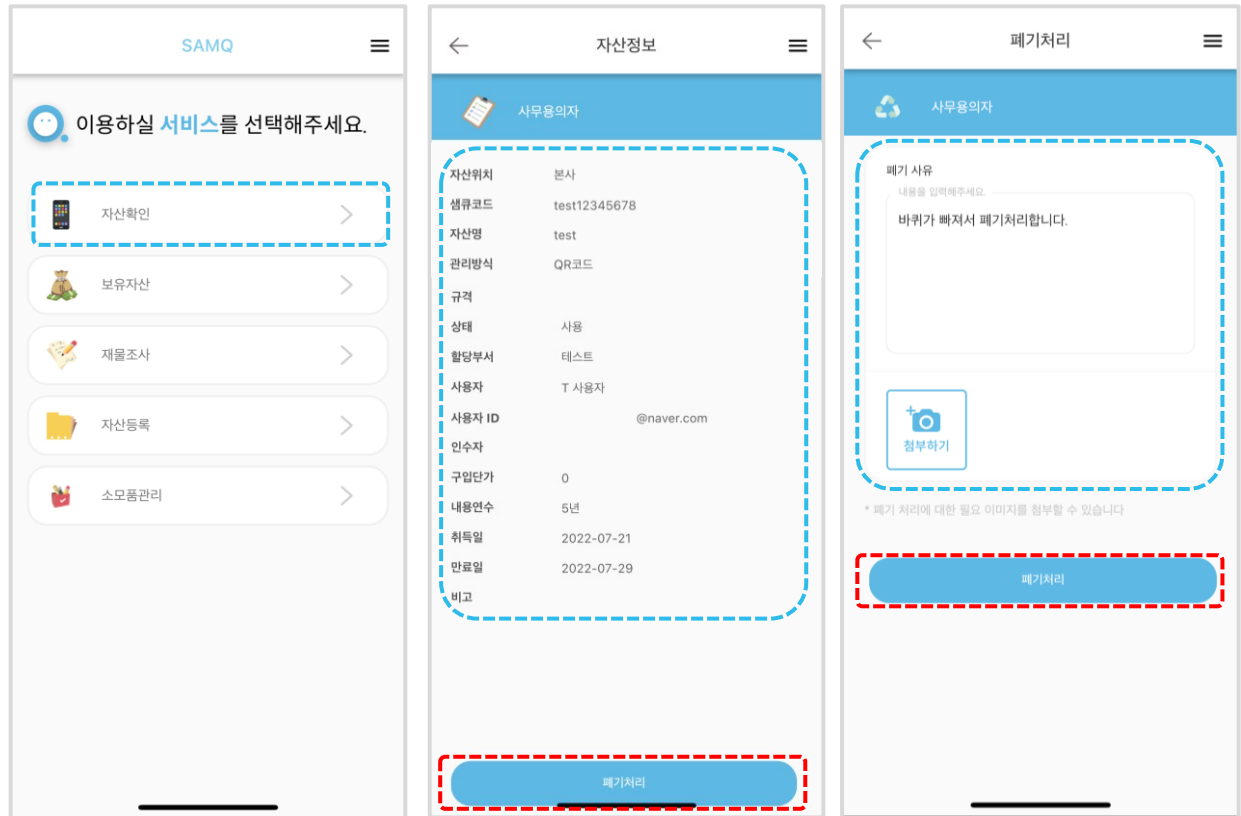 SAMQ
이용하실 서비스를 선택해주세요.
자산확인
보유자산
재물조사
자산등록
소모품관리
자산정보
사무용의자
자산위치 본사
샘큐코드 test12345678
자산명 test
관리방식 QR코드
규격
상태 사용
할당부서 테스트
사용자 T 사용자
사용자 ID @naver.com
인수자
구입단가 0
내용연수 5년
취득일 2022-07-21
만료일 2022-07-29
비고
폐기처리
폐기처리
사무용의자
폐기 사유
내용을 입력해주세요.
바퀴가 빠져서 폐기처리합니다.
첨부하기
* 폐기 처리에 대한 필요 이미지를 첨부할 수 있습니다
폐기처리